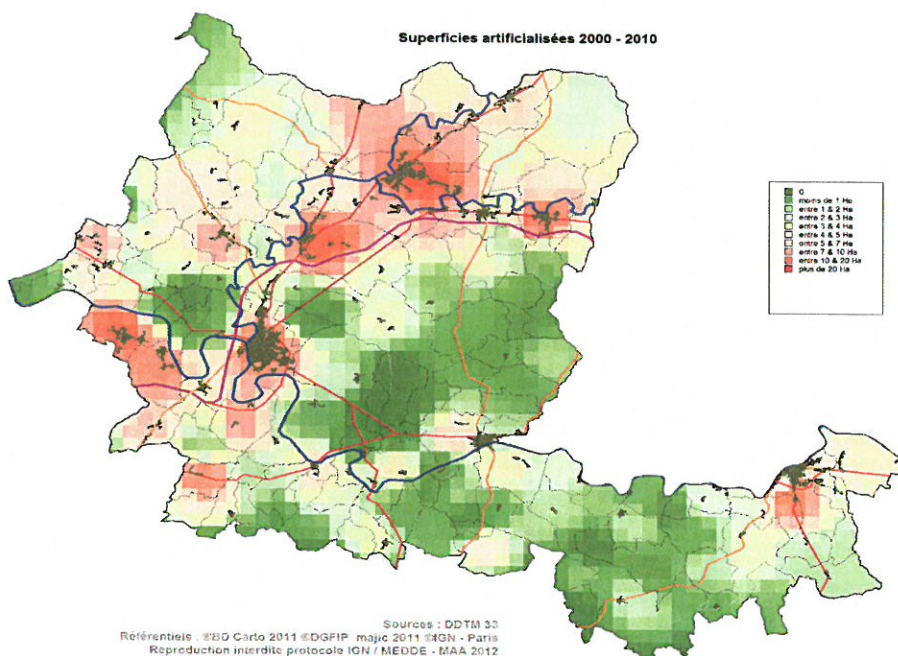 Superficies artificialisées 2000 - 2010
0
moins de 1 Ha
entre 1 & 2 Ha
entre 2 & 3 Ha
entre 3 & 4 Ha
entre 4 & 5 Ha
entre 5 & 7 Ha
entre 7 & 10 Ha
entre 10 & 20 Ha
plus de 20 Ha
Sources : DDTM 33
Référentiels : ©BD Carto 2011 ©DGFIP majic 2011 ©IGN - Paris
Reproduction interdite protocole IGN / MEDDE - MAA 2012